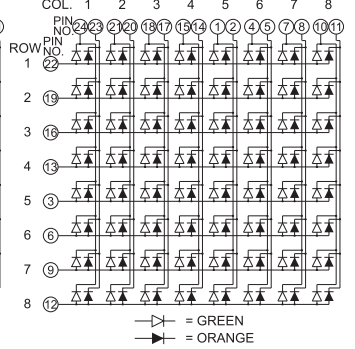 COL. 1 2 3 4 5 6 7 8
PIN NO. 24 23 21 20 18 17 15 14 1 2 4 5 7 8 10 11
ROW PIN NO.
1 22
2 19
3 16
4 13
5 3
6 6
7 9
8 12
= GREEN
= ORANGE